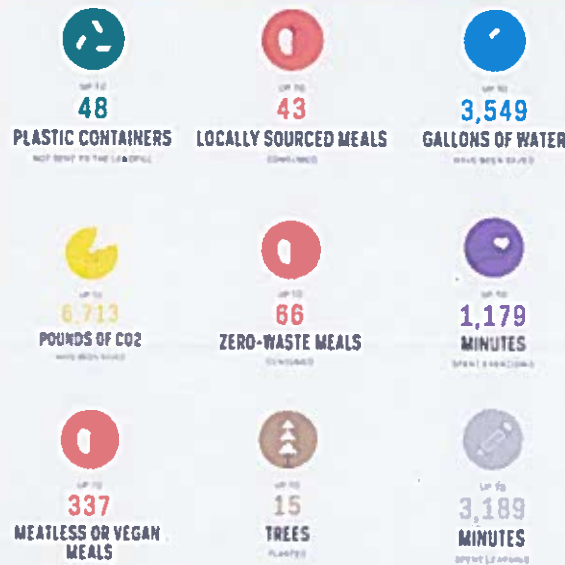 UP TO
48
PLASTIC CONTAINERS
NOT SENT TO THE LANDFILL
UP TO
43
LOCALLY SOURCED MEALS
CONSUMED
UP TO
3,549
GALLONS OF WATER
HAVE BEEN SAVED
UP TO
6,713
POUNDS OF CO2
HAVE BEEN SAVED
UP TO
66
ZERO-WASTE MEALS
CONSUMED
UP TO
1,179
MINUTES
SPENT EXERCISING
UP TO
337
MEATLESS OR VEGAN
MEALS
UP TO
15
TREES
PLANTED
UP TO
3,189
MINUTES
SPENT LEARNING